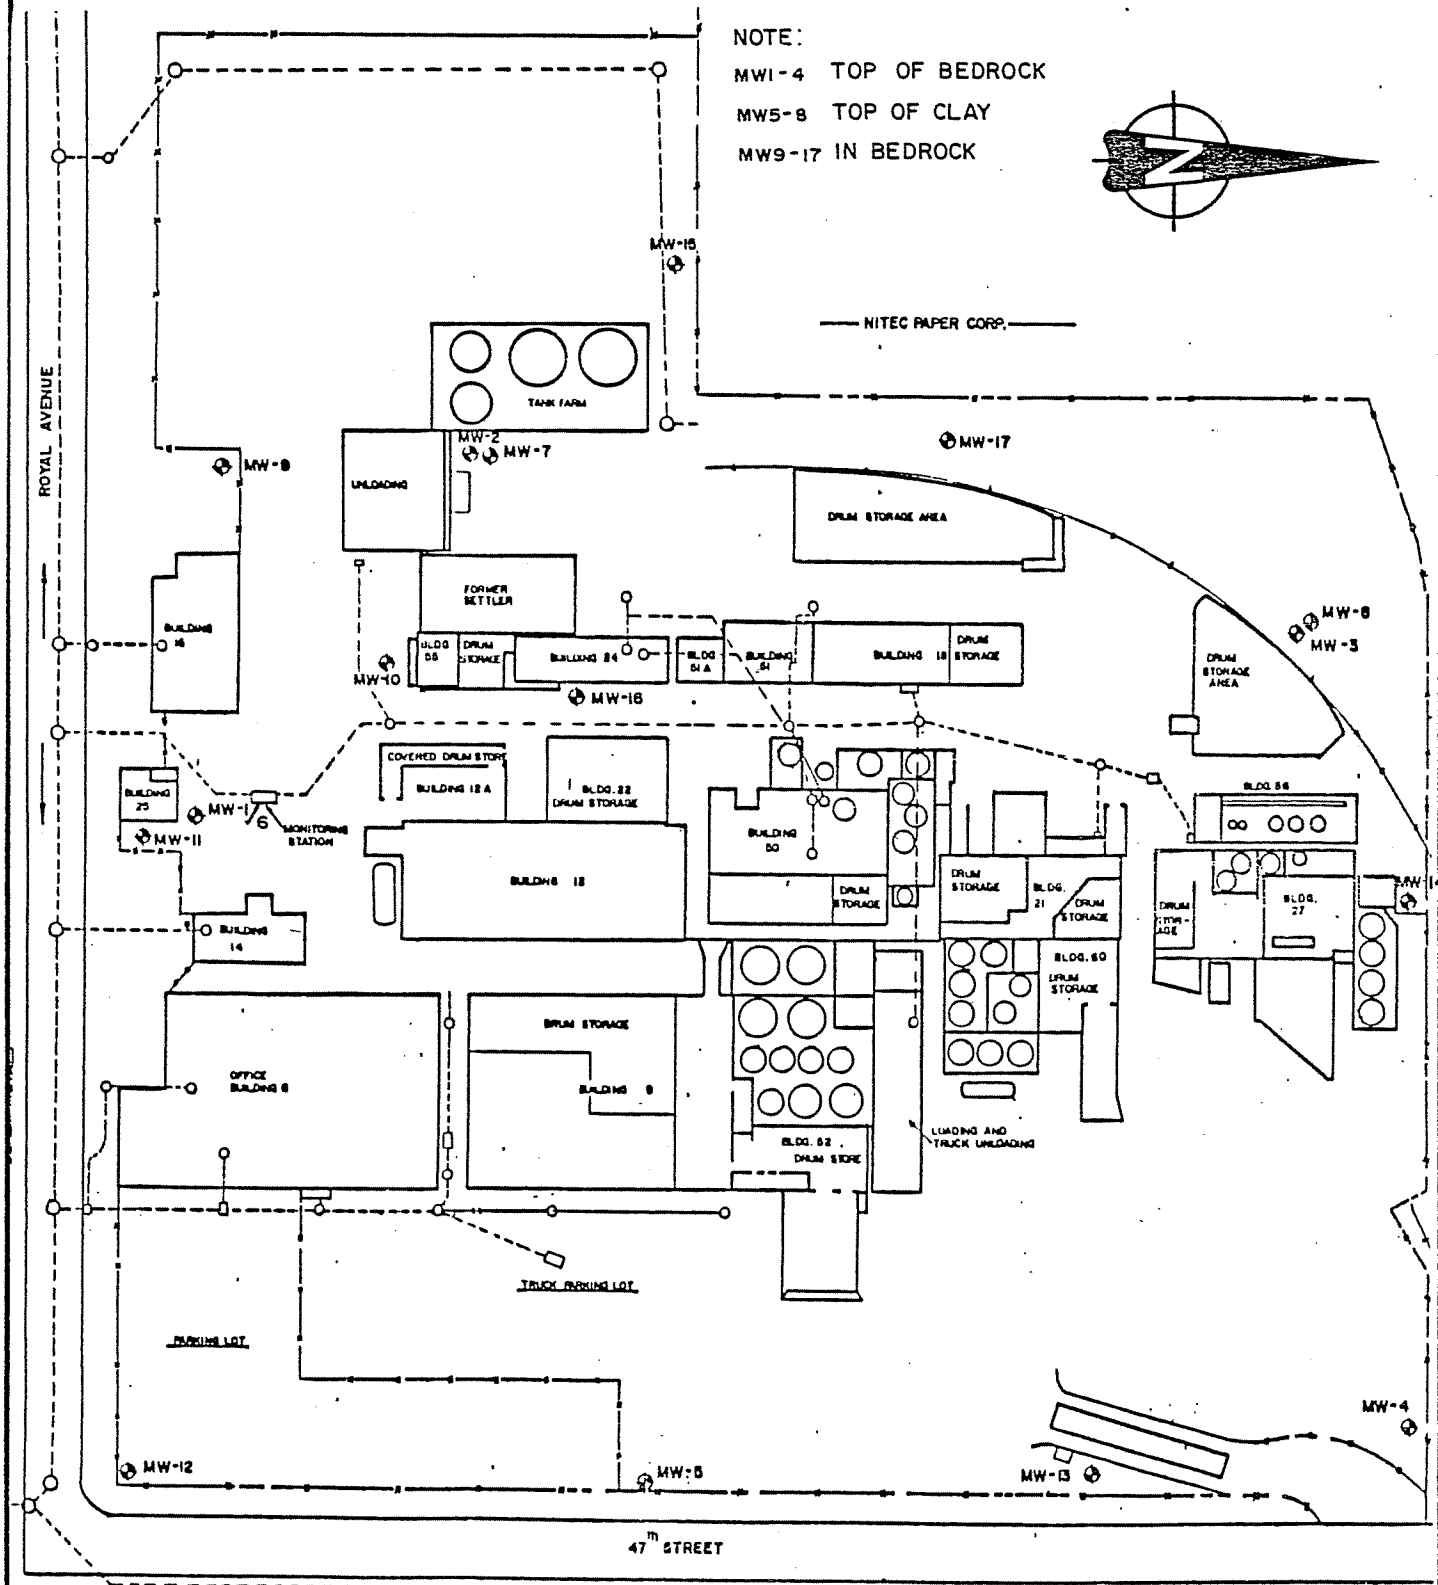 NOTE:
MW1-4 TOP OF BEDROCK
MW5-8 TOP OF CLAY
MW9-17 IN BEDROCK
N
MW-15
NITEC PAPER CORP.
ROYAL AVENUE
TANK FARM
MW-2
MW-7
MW-17
MW-9
UNLOADING
DRUM STORAGE AREA
FORMER
SETTLER
BUILDING
16
MW-3
BLDG.
55
DRUM
STORAGE
BUILDING 24
BLDG
51 A
BUILDING
51
BUILDING 18
DRUM
STORAGE
DRUM
STORAGE
AREA
MW-10
MW-16
COVERED DRUM STORE
BUILDING 12A
BLDG. 22
DRUM STORAGE
BUILDING
25
MW-1
6
MONITORING
STATION
MW-11
BLDG. 56
BUILDING
50
BUILDING 12
DRUM
STORAGE
DRUM
STORAGE
BLDG.
21
DRUM
STORAGE
DRUM
STOR-
AGE
BLDG.
27
BUILDING
14
BLDG. 60
DRUM
STORAGE
DRUM STORAGE
OFFICE
BUILDING 6
BUILDING 9
LOADING AND
TRUCK UNLOADING
BLDG. 52
DRUM STORE
TRUCK PARKING LOT
PARKING LOT
MW-4
MW-12
MW-5
MW-13
47th STREET